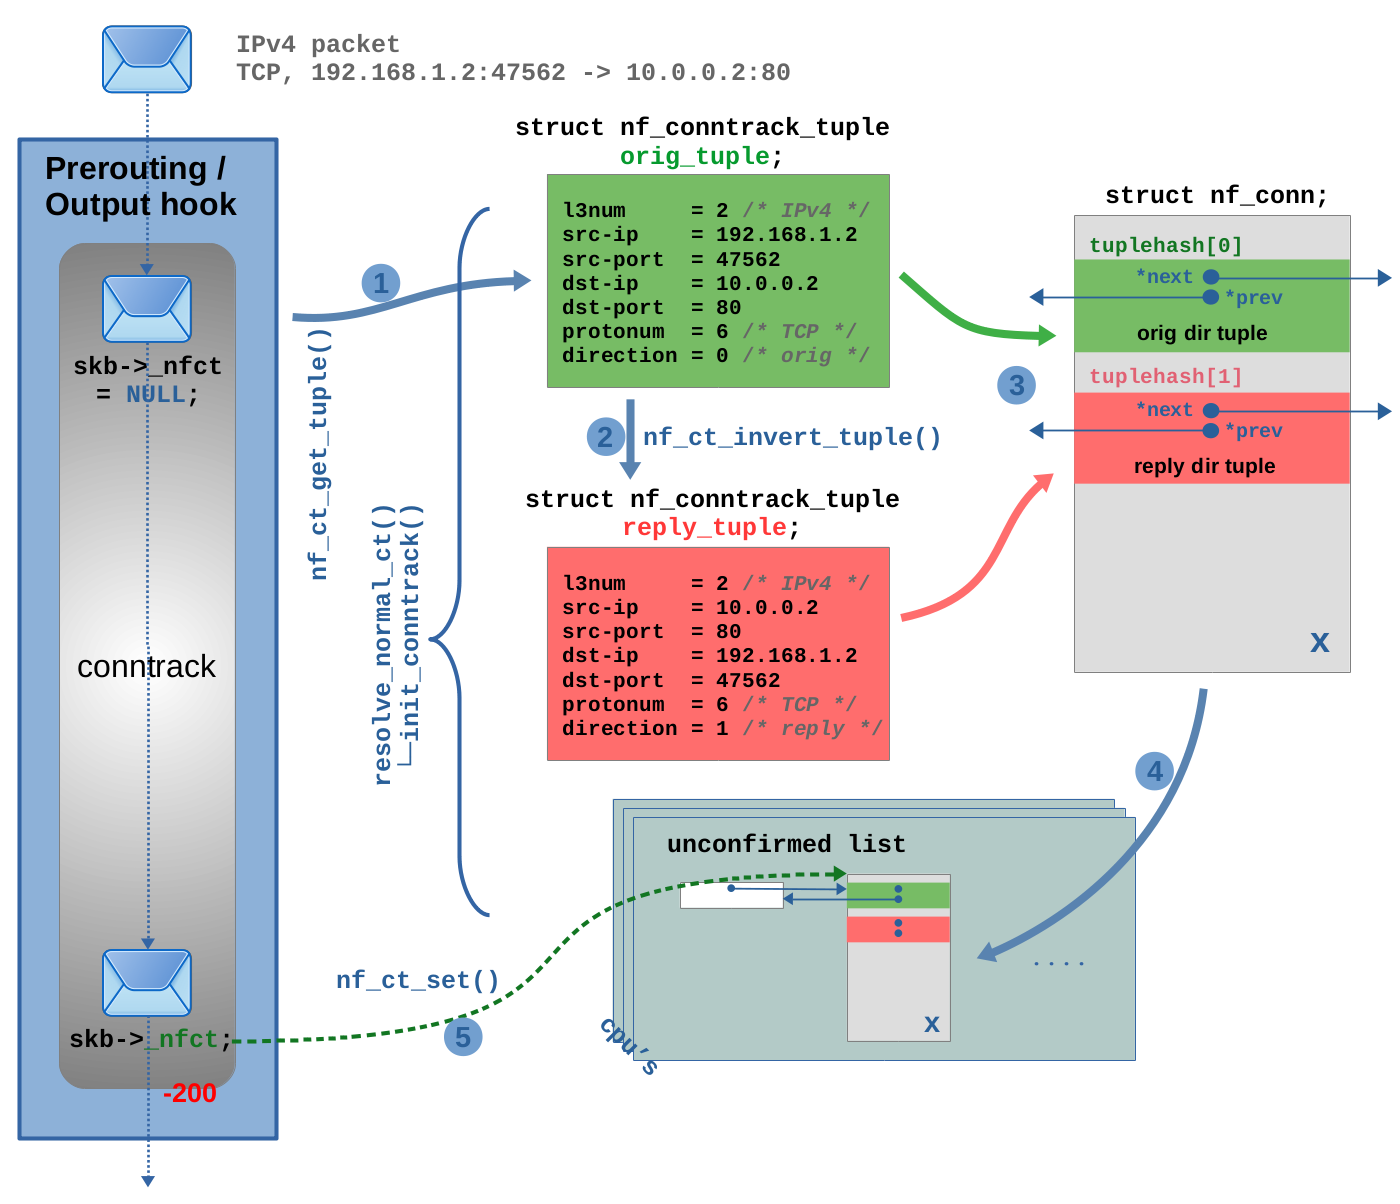 IPv4 packet
TCP, 192.168.1.2:47562 -> 10.0.0.2:80
Prerouting /
Output hook
skb->_nfct
= NULL;
conntrack
skb->_nfct;
-200
1
nf_ct_get_tuple()
resolve_normal_ct()
└─init_conntrack()
struct nf_conntrack_tuple
orig_tuple;
l3num = 2 /* IPv4 */
src-ip = 192.168.1.2
src-port = 47562
dst-ip = 10.0.0.2
dst-port = 80
protonum = 6 /* TCP */
direction = 0 /* orig */
2
nf_ct_invert_tuple()
struct nf_conntrack_tuple
reply_tuple;
l3num = 2 /* IPv4 */
src-ip = 10.0.0.2
src-port = 80
dst-ip = 192.168.1.2
dst-port = 47562
protonum = 6 /* TCP */
direction = 1 /* reply */
3
struct nf_conn;
tuplehash[0]
*next
*prev
orig dir tuple
tuplehash[1]
*next
*prev
reply dir tuple
x
4
unconfirmed list
....
x
cpu's
nf_ct_set()
5